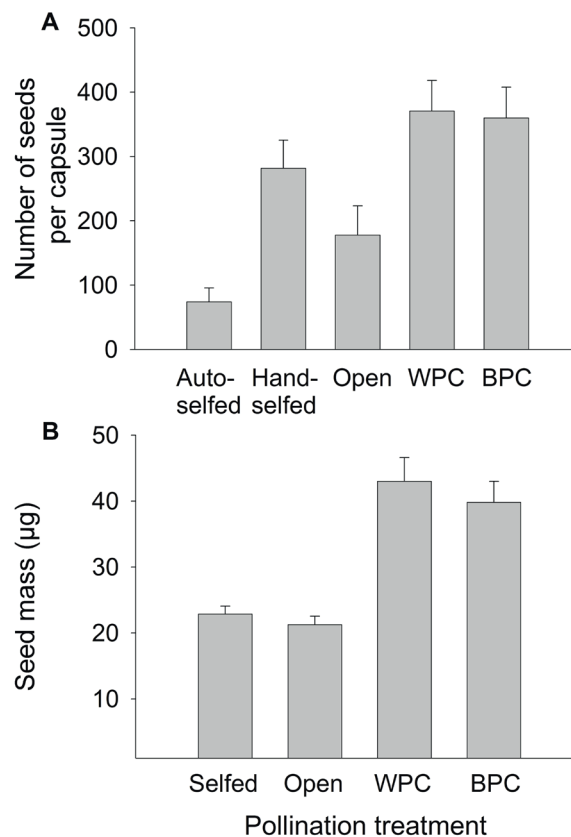 A
Number of seeds
per capsule
500
400
300
200
100
0
Auto-
selfed
Hand-
selfed
Open
WPC
BPC
B
Seed mass (µg)
50
40
30
20
10
Selfed
Open
WPC
BPC
Pollination treatment